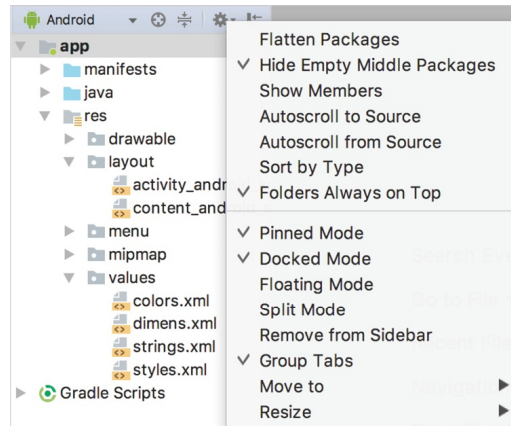 Android
app
manifests
java
res
drawable
layout
activity_andr
content_and
menu
mipmap
values
colors.xml
dimens.xml
strings.xml
styles.xml
Gradle Scripts
Flatten Packages
Hide Empty Middle Packages
Show Members
Autoscroll to Source
Autoscroll from Source
Sort by Type
Folders Always on Top
Pinned Mode
Docked Mode
Floating Mode
Split Mode
Remove from Sidebar
Group Tabs
Move to
Resize